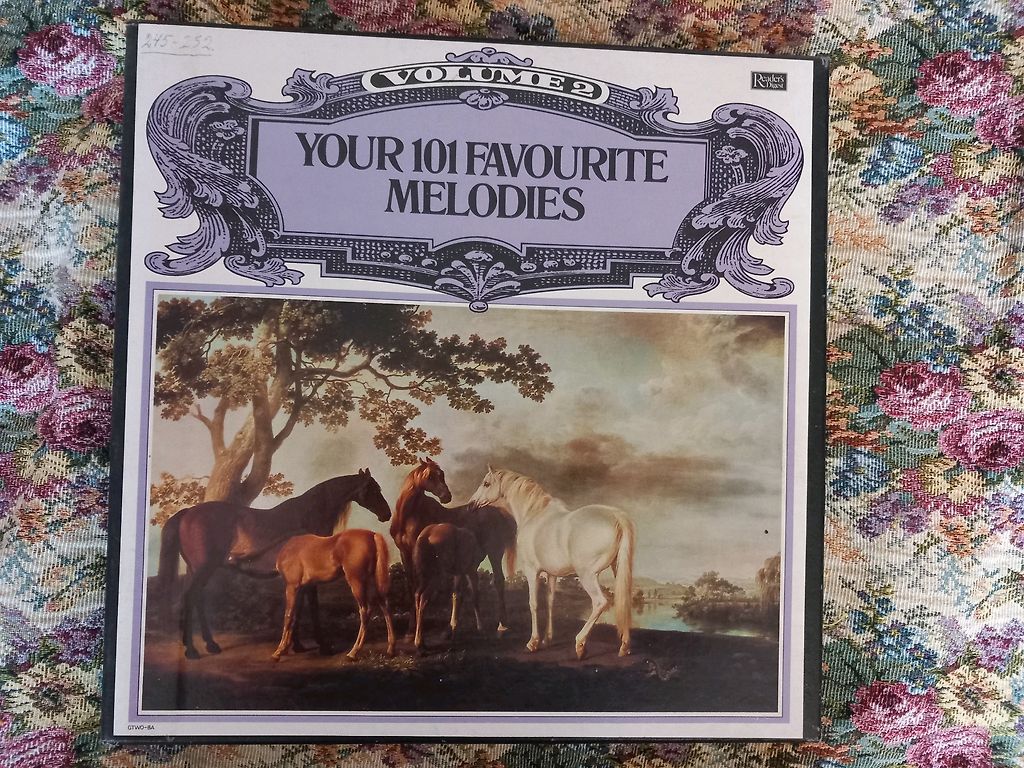 245-252
VOLUME 2
Reader's
Digest
YOUR 101 FAVOURITE
MELODIES
GTWO-8A